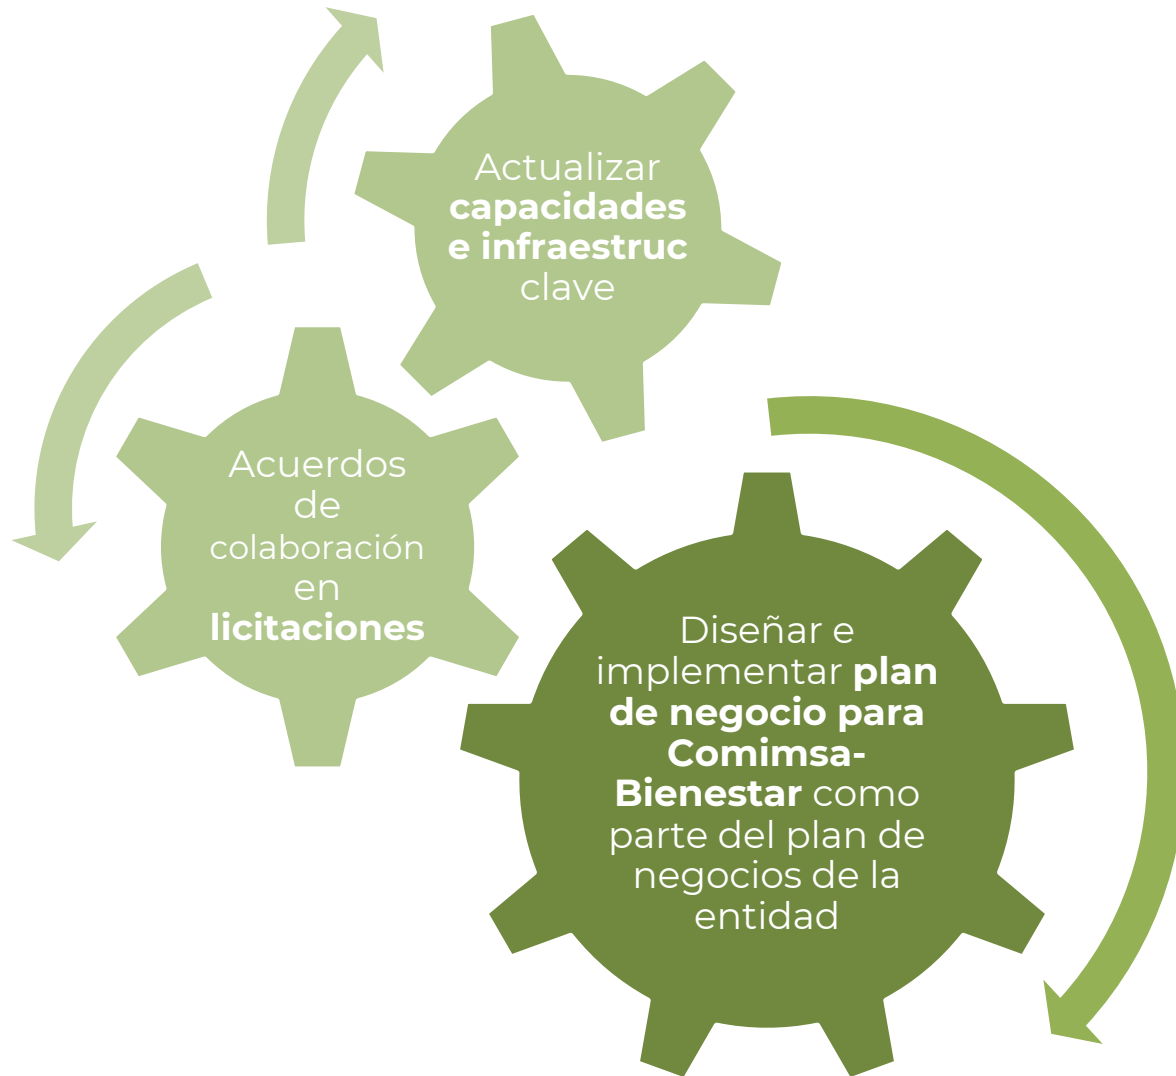 Actualizar
capacidades
e infraestruc
clave
Acuerdos
de
colaboración
en
licitaciones
Diseñar e
implementar plan
de negocio para
Comimsa-
Bienestar como
parte del plan de
negocios de la
entidad